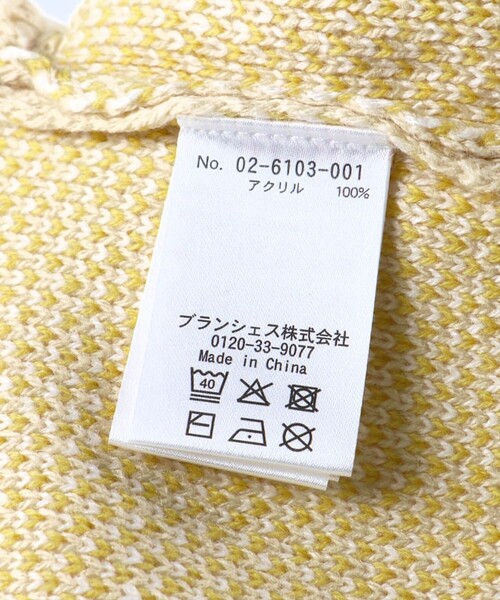 No. 02-6103-001
アクリル 100%
ブランシェス株式会社
0120-33-9077
Made in China
40